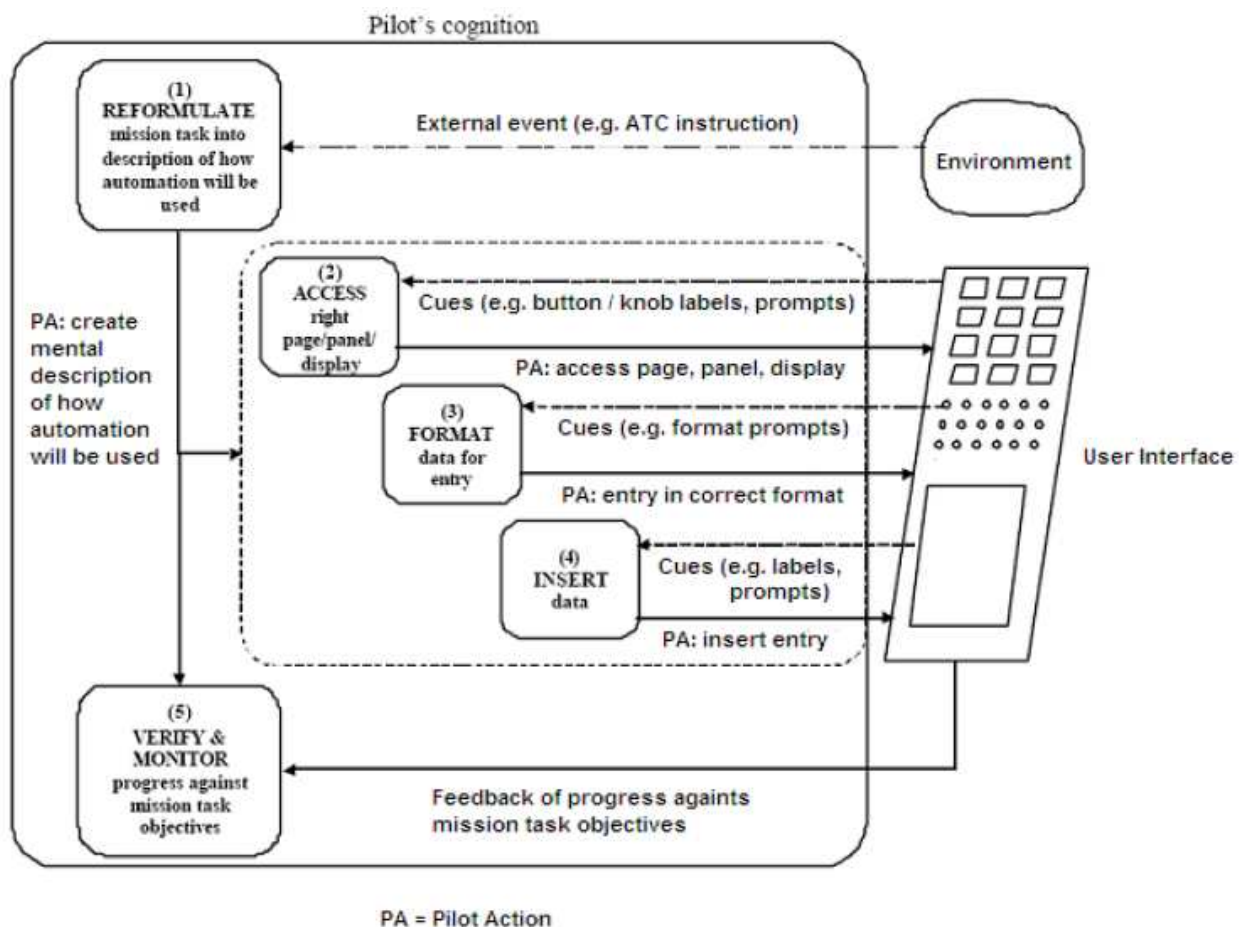 Pilot's cognition
(1)
REFORMULATE
mission task into
description of how
automation will be
used
External event (e.g. ATC instruction)
Environment
(2)
ACCESS
right
page/panel/
display
Cues (e.g. button / knob labels, prompts)
PA: access page, panel, display
PA: create
mental
description
of how
automation
will be used
(3)
FORMAT
data for
entry
Cues (e.g. format prompts)
PA: entry in correct format
User Interface
(4)
INSERT
data
Cues (e.g. labels,
prompts)
PA: insert entry
(5)
VERIFY &
MONITOR
progress against
mission task
objectives
Feedback of progress againts
mission task objectives
PA = Pilot Action